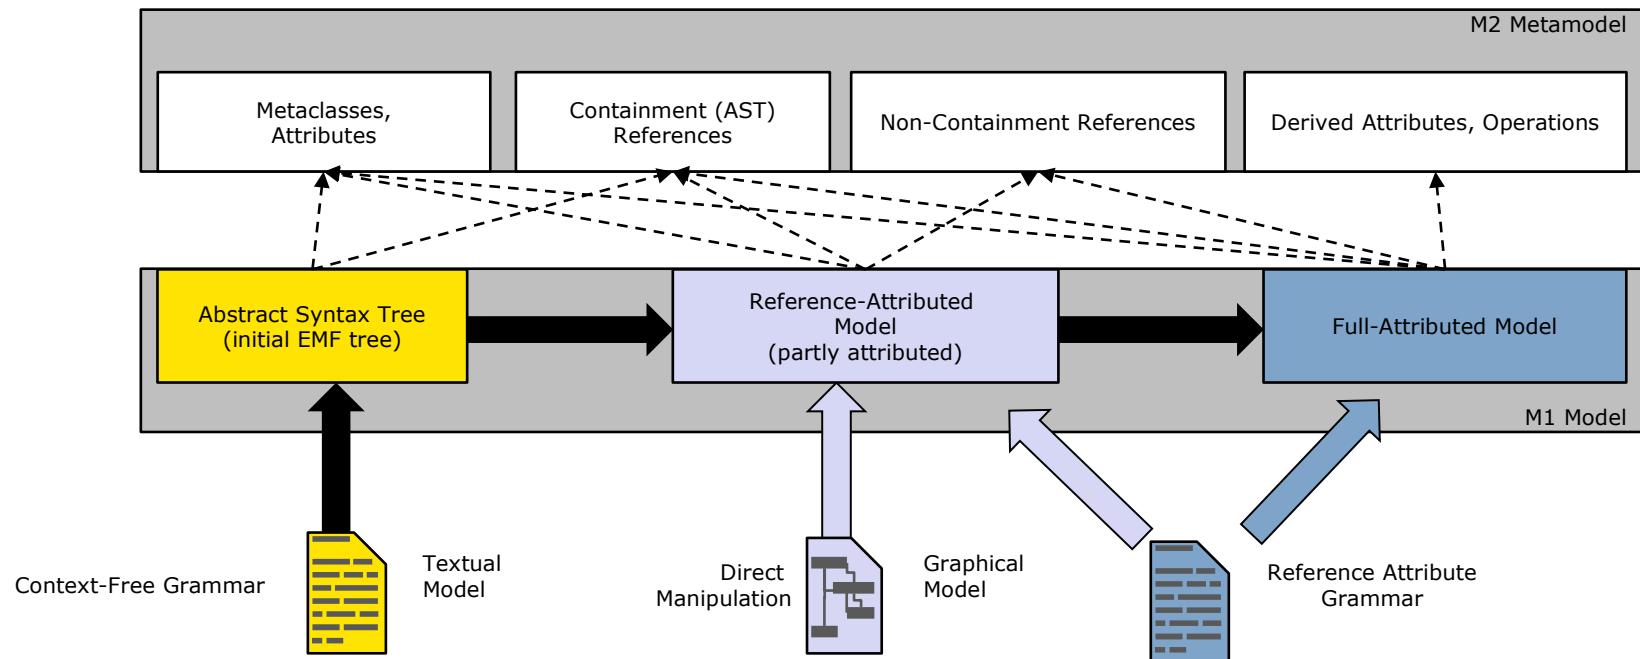 M2 Metamodel
Metaclasses,
Attributes
Containment (AST)
References
Non-Containment References
Derived Attributes, Operations
Abstract Syntax Tree
(initial EMF tree)
Reference-Attributed
Model
(partly attributed)
Full-Attributed Model
M1 Model
Context-Free Grammar
Textual
Model
Direct
Manipulation
Graphical
Model
Reference Attribute
Grammar